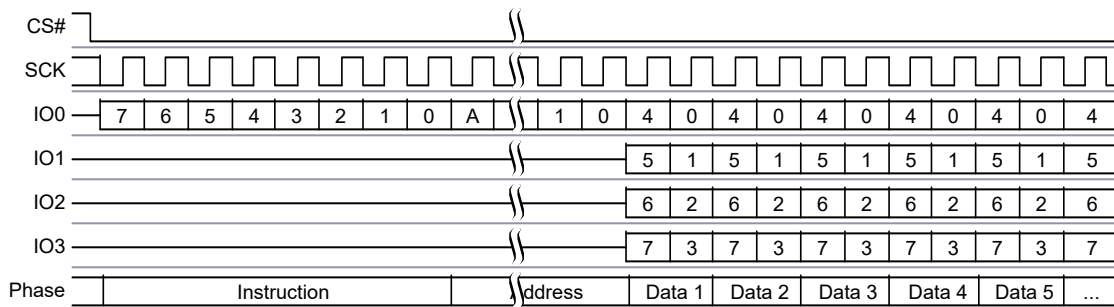 CS#
SCK
IO0 7 6 5 4 3 2 1 0 A 1 0 4 0 4 0 4 0 4 0 4 0 4
IO1 5 1 5 1 5 1 5 1 5 1 5
IO2 6 2 6 2 6 2 6 2 6 2 6
IO3 7 3 7 3 7 3 7 3 7 3 7
Phase Instruction Address Data 1 Data 2 Data 3 Data 4 Data 5 ...